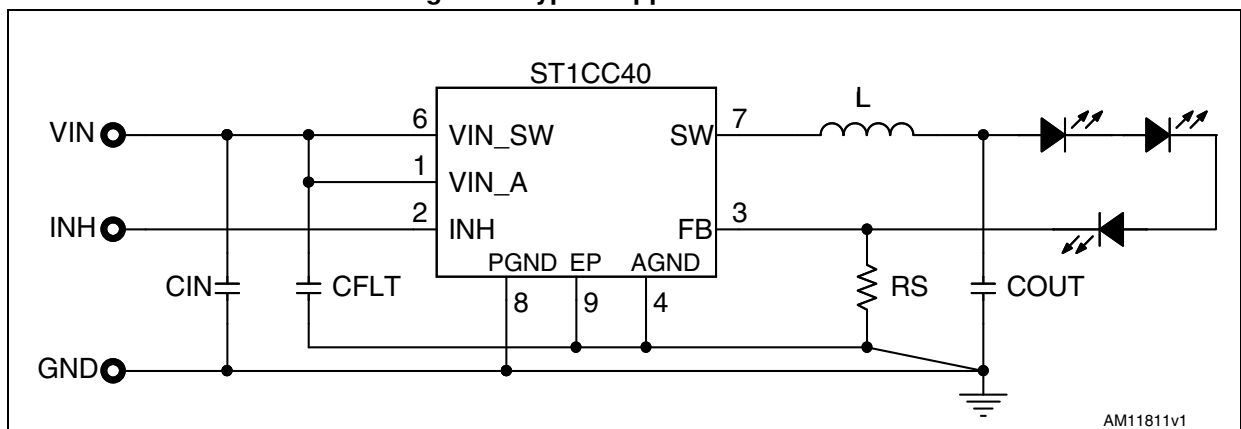 ST1CC40
VIN
6
VIN_SW
SW
7
L
1
VIN_A
INH
2
INH
FB
3
PGND EP AGND
CIN
CFLT
8
9
4
RS
COUT
GND
AM11811v1